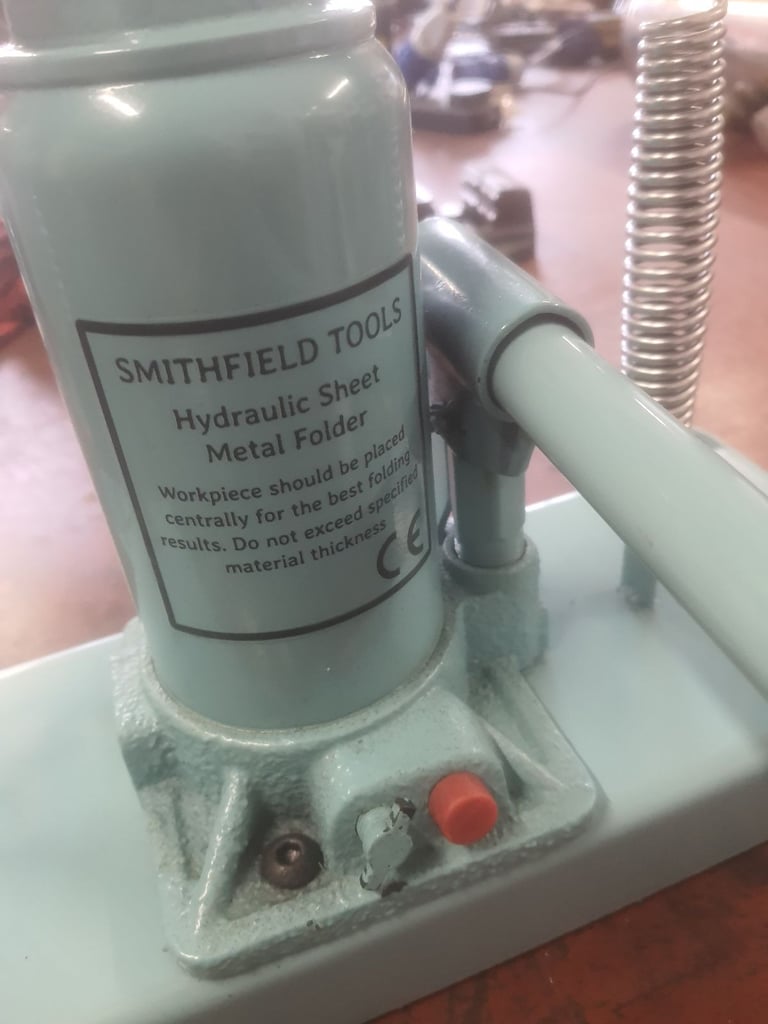 SMITHFIELD TOOLS
Hydraulic Sheet
Metal Folder
Workpiece should be placed
centrally for the best folding
results. Do not exceed specified
material thickness
CE